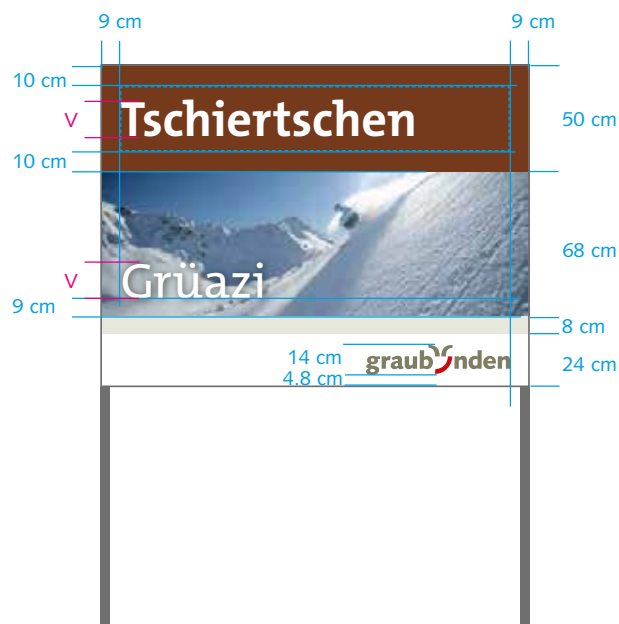 9 cm 9 cm
10 cm
V Tschiertschen 50 cm
10 cm
68 cm
V Grüazi
9 cm
8 cm
14 cm graubünden 24 cm
4.8 cm